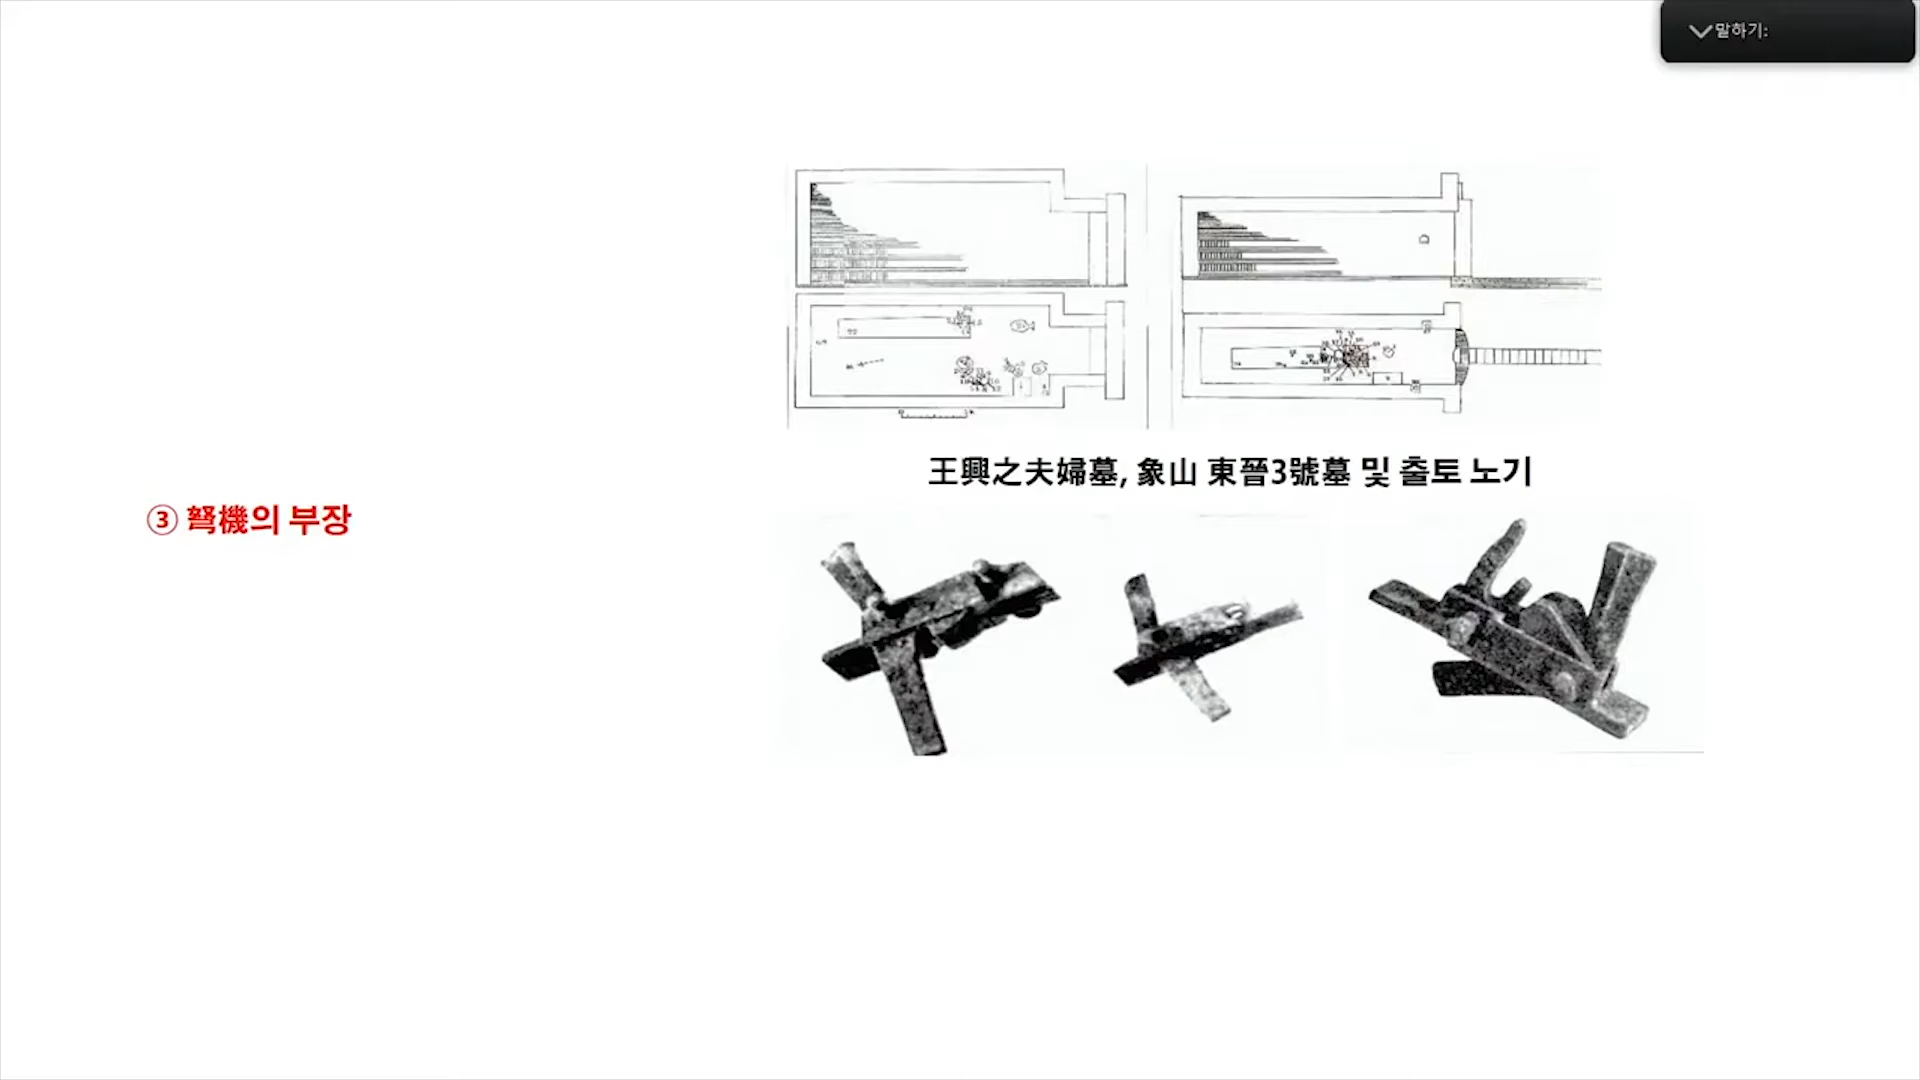 말하기:
王興之夫婦墓, 象山 東晉3號墓 및 출토 노기
③ 弩機의 부장